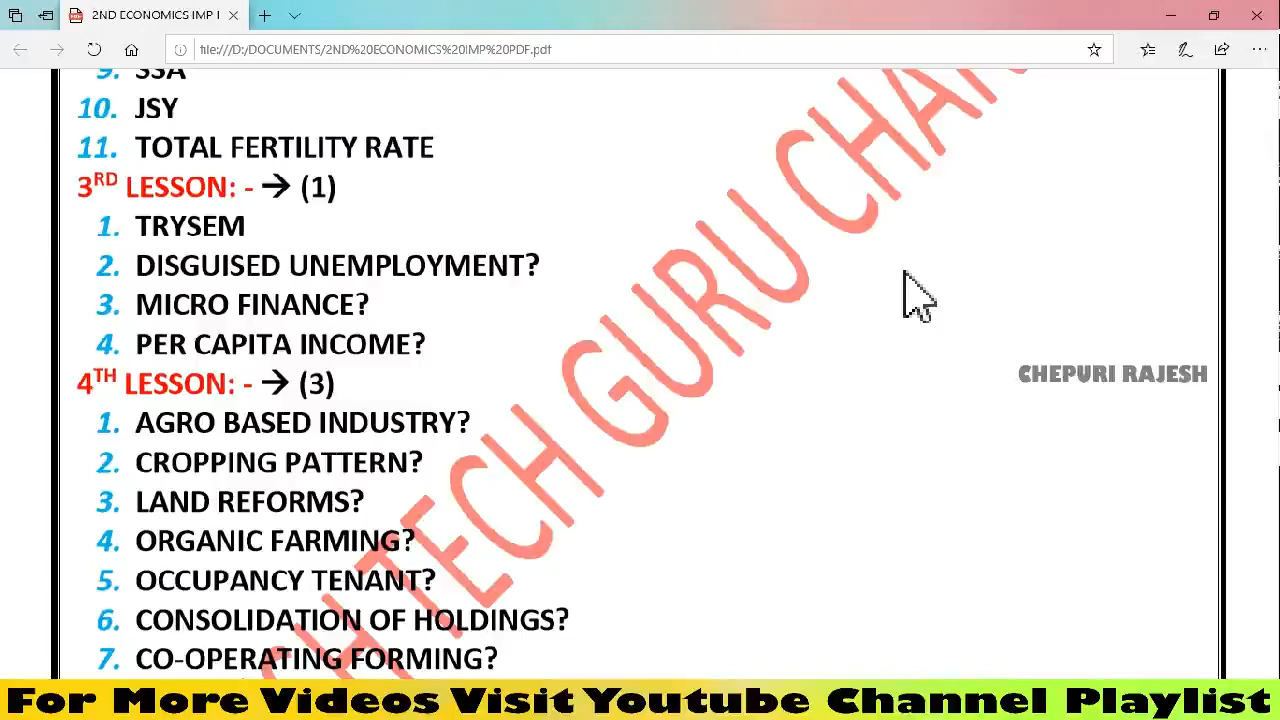 2ND ECONOMICS IMP I
file:///D:/DOCUMENTS/2ND%20ECONOMICS%20IMP%20PDF.pdf
9. SSA
10. JSY
11. TOTAL FERTILITY RATE
3RD LESSON: - → (1)
1. TRYSEM
2. DISGUISED UNEMPLOYMENT?
3. MICRO FINANCE?
4. PER CAPITA INCOME?
CHEPURI RAJESH
4TH LESSON: - → (3)
1. AGRO BASED INDUSTRY?
2. CROPPING PATTERN?
3. LAND REFORMS?
4. ORGANIC FARMING?
5. OCCUPANCY TENANT?
6. CONSOLIDATION OF HOLDINGS?
7. CO-OPERATING FORMING?
TECH GURU
For More Videos Visit Youtube Channel Playlist